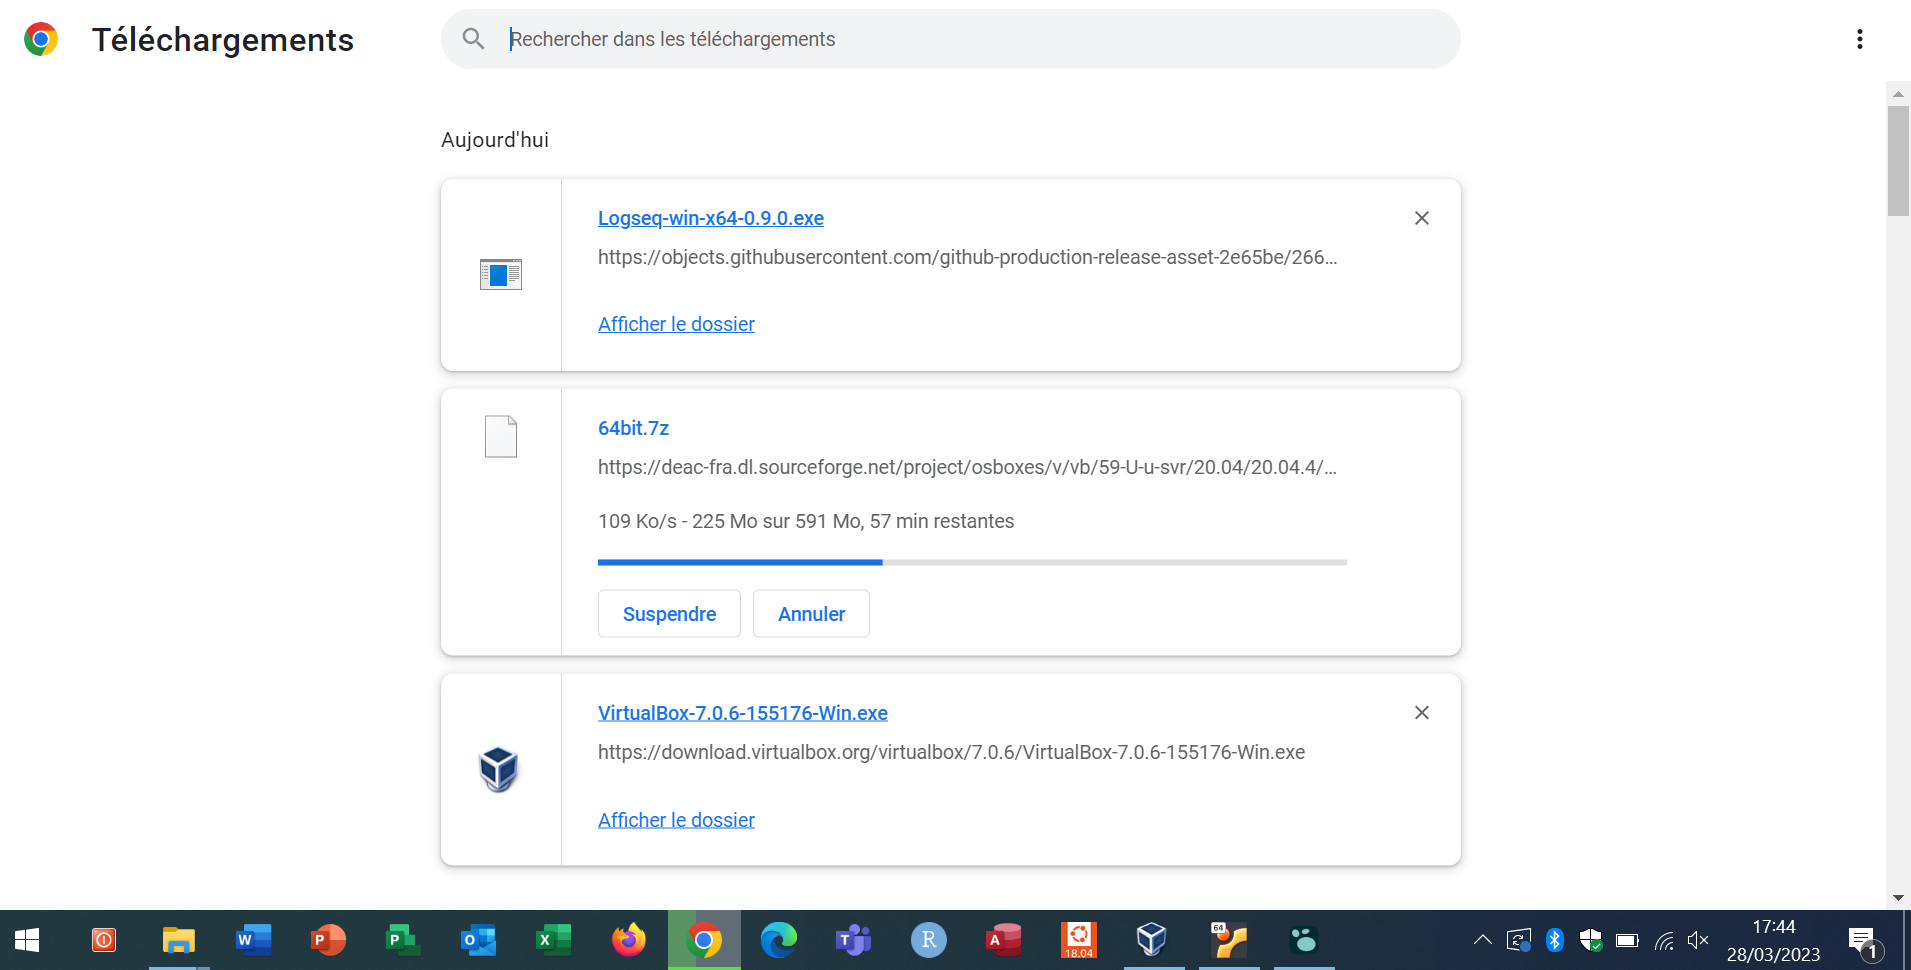 Téléchargements
Rechercher dans les téléchargements
Aujourd'hui
Logseq-win-x64-0.9.0.exe
https://objects.githubusercontent.com/github-production-release-asset-2e65be/266…
Afficher le dossier
64bit.7z
https://deac-fra.dl.sourceforge.net/project/osboxes/v/vb/59-U-u-svr/20.04/20.04.4/…
109 Ko/s - 225 Mo sur 591 Mo, 57 min restantes
Suspendre Annuler
VirtualBox-7.0.6-155176-Win.exe
https://download.virtualbox.org/virtualbox/7.0.6/VirtualBox-7.0.6-155176-Win.exe
Afficher le dossier
W P P O X T R A 18.04 64
17:44
28/03/2023
1